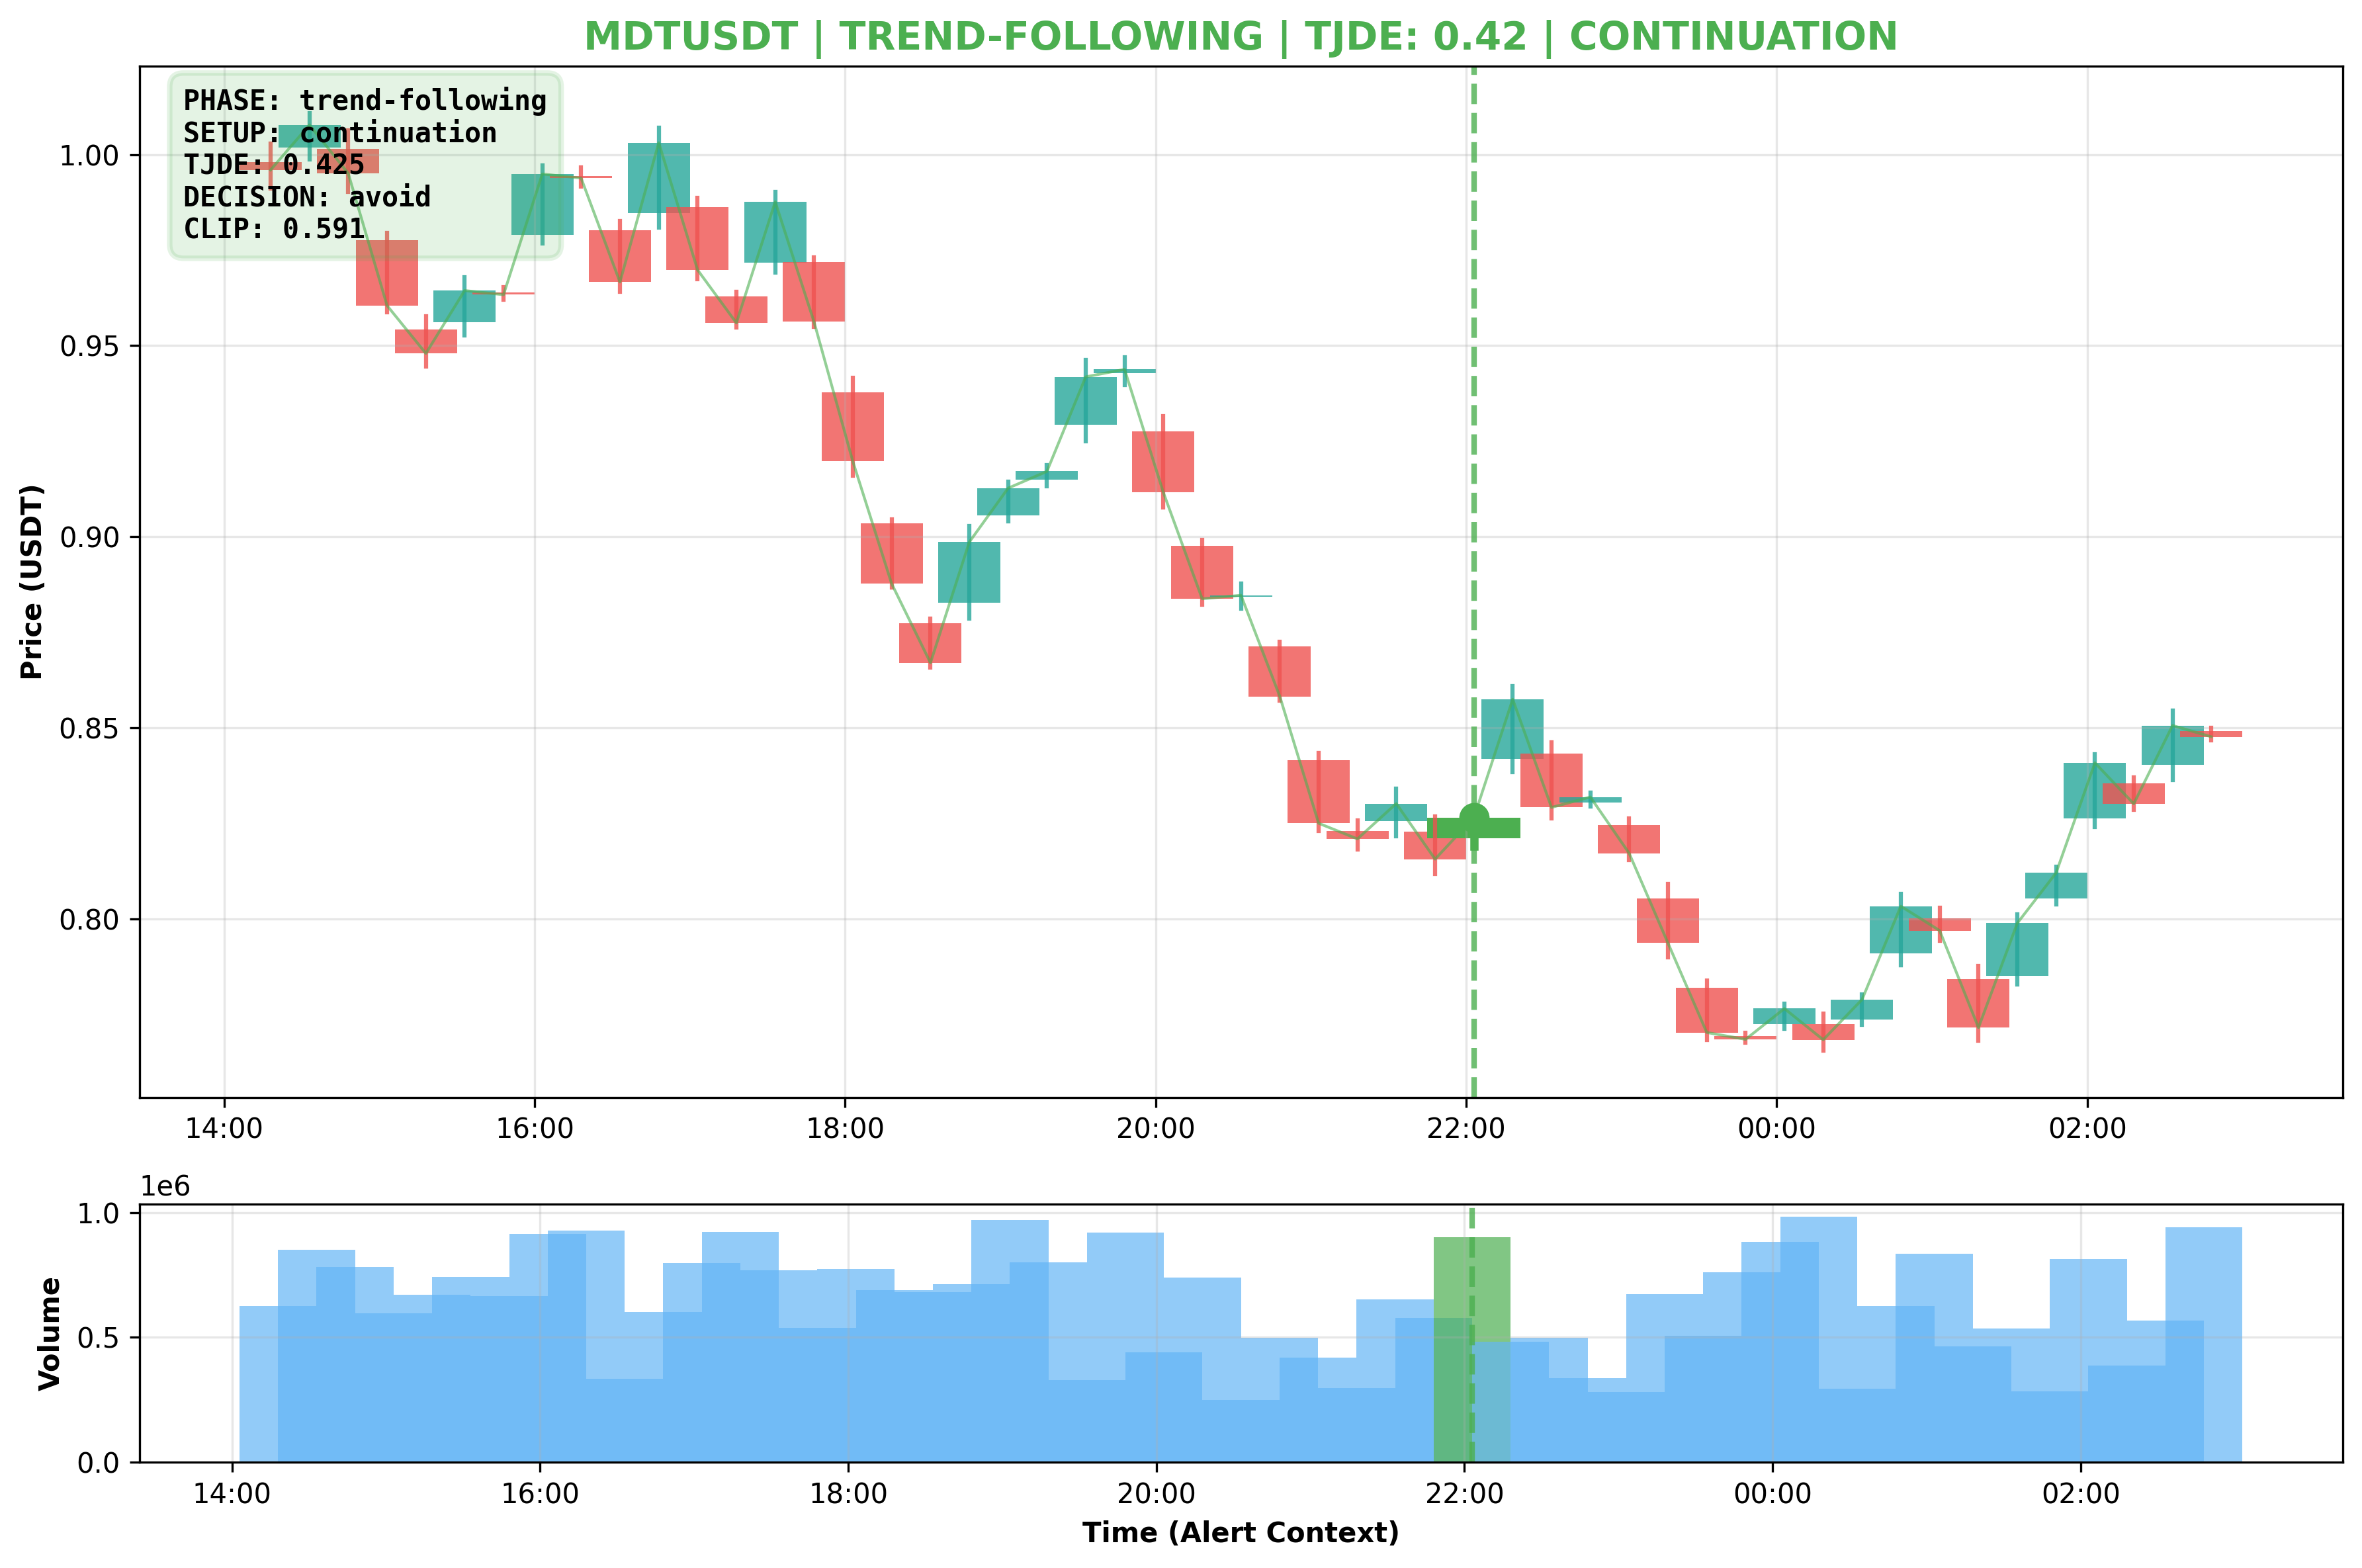 MDTUSDT | TREND-FOLLOWING | TJDE: 0.42 | CONTINUATION
PHASE: trend-following
SETUP: continuation
TJDE: 0.425
DECISION: avoid
CLIP: 0.591
Price (USDT)
1.00
0.95
0.90
0.85
0.80
14:00
16:00
18:00
20:00
22:00
00:00
02:00
1e6
Volume
1.0
0.5
0.0
14:00
16:00
18:00
20:00
22:00
00:00
02:00
Time (Alert Context)